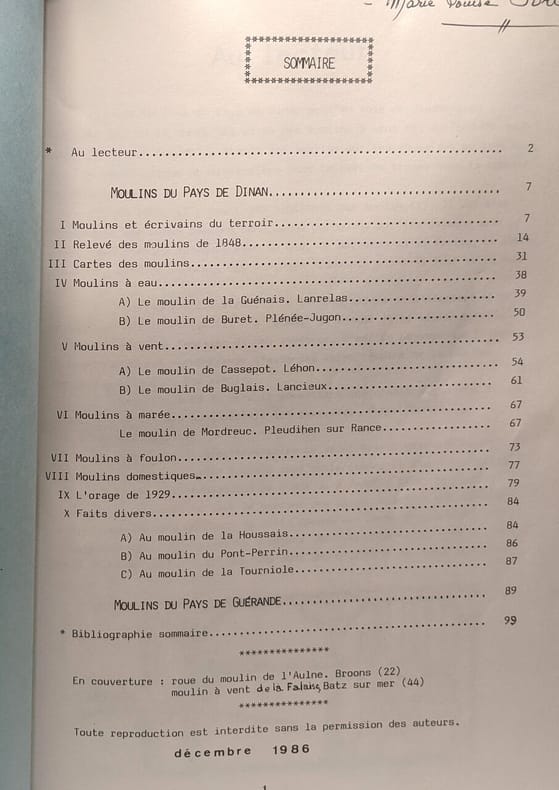 - Marie Louise
SOMMAIRE
* Au lecteur.................................................... 2
MOULINS DU PAYS DE DINAN.................................. 7
I Moulins et écrivains du terroir................................. 7
II Relevé des moulins de 1848..................................... 14
III Cartes des moulins............................................. 31
IV Moulins à eau.................................................. 38
A) Le moulin de la Guénais. Lanrelas....................... 39
B) Le moulin de Buret. Plénée-Jugon........................ 50
V Moulins à vent................................................. 53
A) Le moulin de Cassepot. Léhon............................ 54
B) Le moulin de Buglais. Lancieux.......................... 61
VI Moulins à marée................................................ 67
Le moulin de Mordreuc. Pleudihen sur Rance................ 67
VII Moulins à foulon............................................... 73
VIII Moulins domestiques............................................ 77
IX L'orage de 1929................................................ 79
X Faits divers................................................... 84
A) Au moulin de la Houssais................................ 84
B) Au moulin du Pont-Perrin................................ 86
C) Au moulin de la Tourniole............................... 87
MOULINS DU PAYS DE GUÉRANDE............................... 89
* Bibliographie sommaire......................................... 99
***************
En couverture : roue du moulin de l'Aulne. Broons (22)
moulin à vent de la Falaise Batz sur mer (44)
***************
Toute reproduction est interdite sans la permission des auteurs.
décembre 1986
1